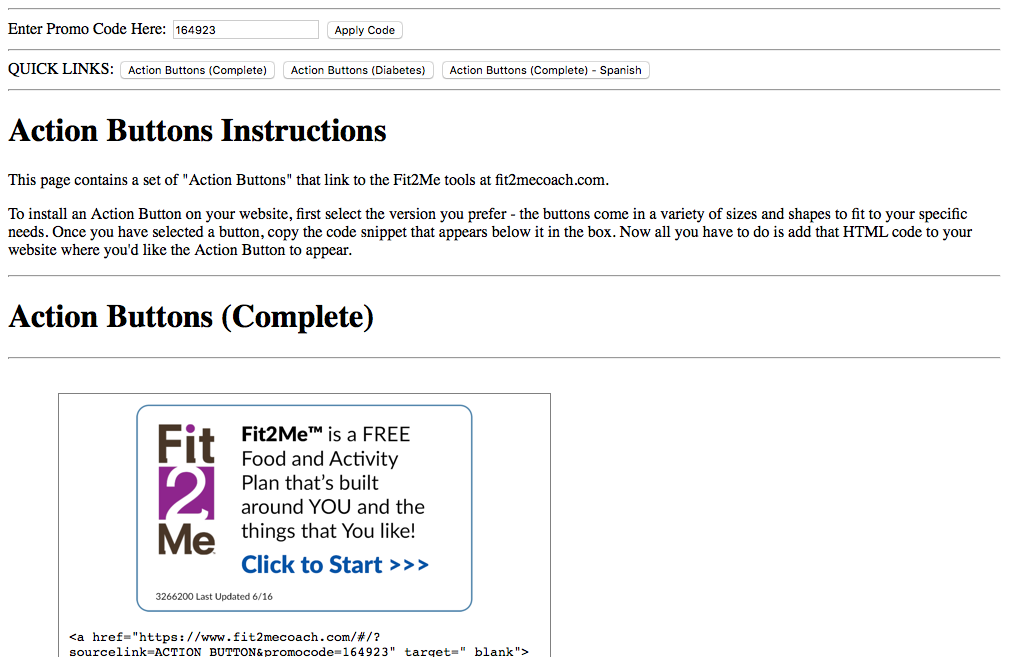 Enter Promo Code Here: 164923 Apply Code
QUICK LINKS: Action Buttons (Complete) Action Buttons (Diabetes) Action Buttons (Complete) - Spanish
Action Buttons Instructions
This page contains a set of "Action Buttons" that link to the Fit2Me tools at fit2mecoach.com.
To install an Action Button on your website, first select the version you prefer - the buttons come in a variety of sizes and shapes to fit to your specific
needs. Once you have selected a button, copy the code snippet that appears below it in the box. Now all you have to do is add that HTML code to your
website where you'd like the Action Button to appear.
Action Buttons (Complete)
Fit
2
Me
Fit2Me™ is a FREE
Food and Activity
Plan that's built
around YOU and the
things that You like!
Click to Start >>>
3266200 Last Updated 6/16
<a href="https://www.fit2mecoach.com/#/?
sourcelink=ACTION_BUTTON&promocode=164923" target="_blank">